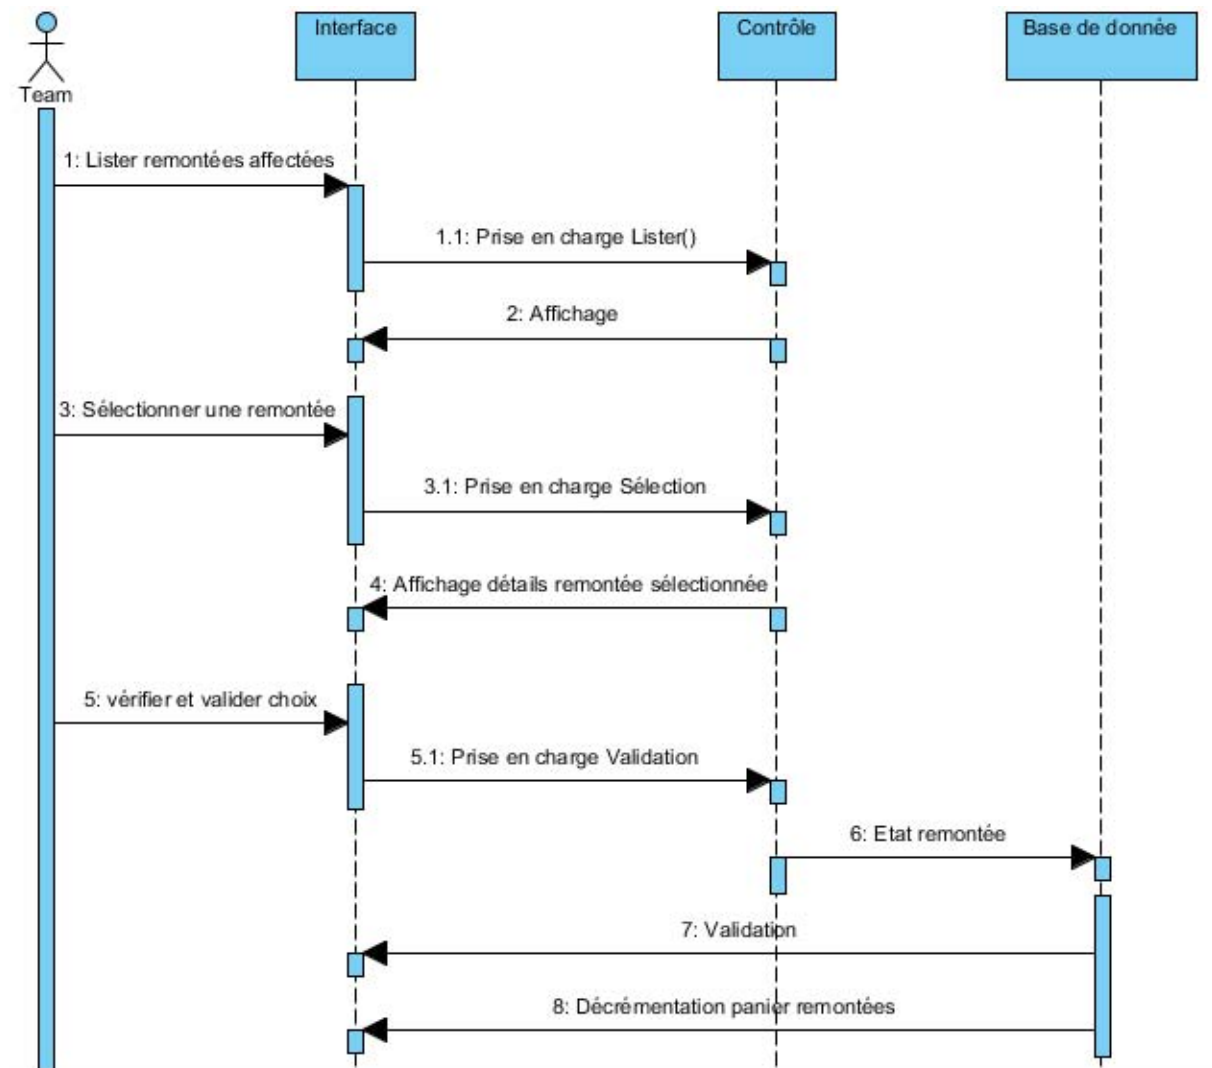 Interface
Contrôle
Base de donnée
Team
1: Lister remontées affectées
1.1: Prise en charge Lister()
2: Affichage
3: Sélectionner une remontée
3.1: Prise en charge Sélection
4: Affichage détails remontée sélectionnée
5: vérifier et valider choix
5.1: Prise en charge Validation
6: Etat remontée
7: Validation
8: Décrémentation panier remontées